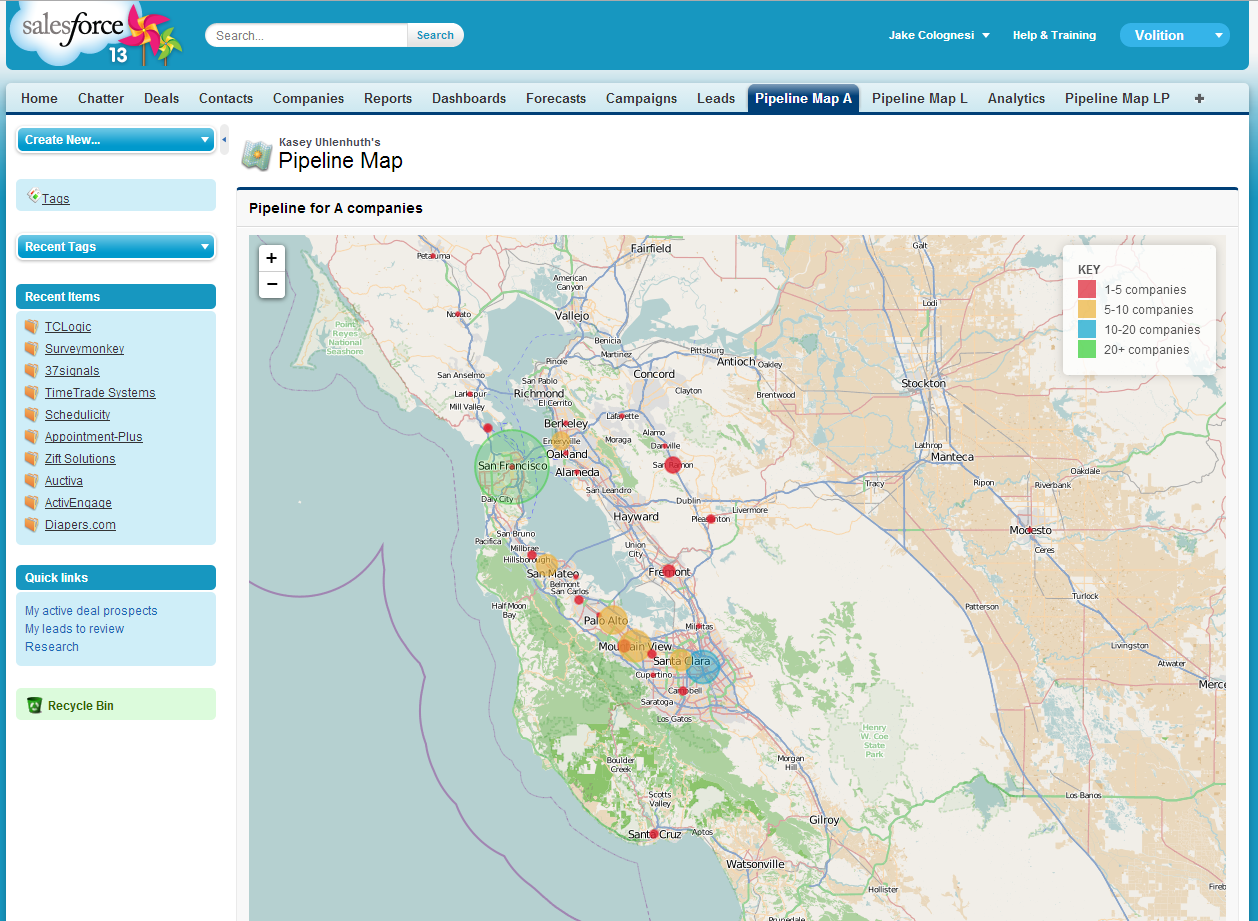 salesforce
13
Search...
Search
Jake Colognesi
Help & Training
Volition
Home
Chatter
Deals
Contacts
Companies
Reports
Dashboards
Forecasts
Campaigns
Leads
Pipeline Map A
Pipeline Map L
Analytics
Pipeline Map LP
+
Create New...
Tags
Recent Tags
Recent Items
TCLogic
Surveymonkey
37signals
TimeTrade Systems
Schedulicity
Appointment-Plus
Zift Solutions
Auctiva
ActivEngage
Diapers.com
Quick links
My active deal prospects
My leads to review
Research
Recycle Bin
Kasey Uhlenhuth's
Pipeline Map
Pipeline for A companies
+
−
KEY
1-5 companies
5-10 companies
10-20 companies
20+ companies
Petaluma
Fairfield
Galt
American
Canyon
Point
Reyes
National
Seashore
Novato
Vallejo
Lodi
Benicia
Martinez
Pittsburg
Antioch
Oakley
Pinole
San Anselmo
San Pablo
Concord
Stockton
Larkspur
Richmond
El Cerrito
Clayton
Brentwood
Mill Valley
Berkeley
Lafayette
Emeryville
Moraga
Alamo
Danville
Lathrop
Manteca
Oakland
San Francisco
Alameda
San Ramon
Oakdale
Daly City
San Leandro
Tracy
Ripon
Riverbank
Dublin
Livermore
Hayward
Pleasanton
Modesto
San Bruno
Pacifica
Millbrae
Union
City
Ceres
Hillsborough
San Mateo
Fremont
Belmont
San Carlos
Turlock
Half Moon
Bay
Patterson
Palo Alto
Milpitas
Mountain View
Livingston
Santa Clara
Atwater
Cupertino
Merce
Campbell
Saratoga
Los Gatos
Henry
W. Coe
State
Park
Boulder
Creek
Morgan
Hill
Scotts
Valley
Los Banos
Gilroy
Santa Cruz
Aptos
Watsonville
Hollister
Fireb
Prunedale